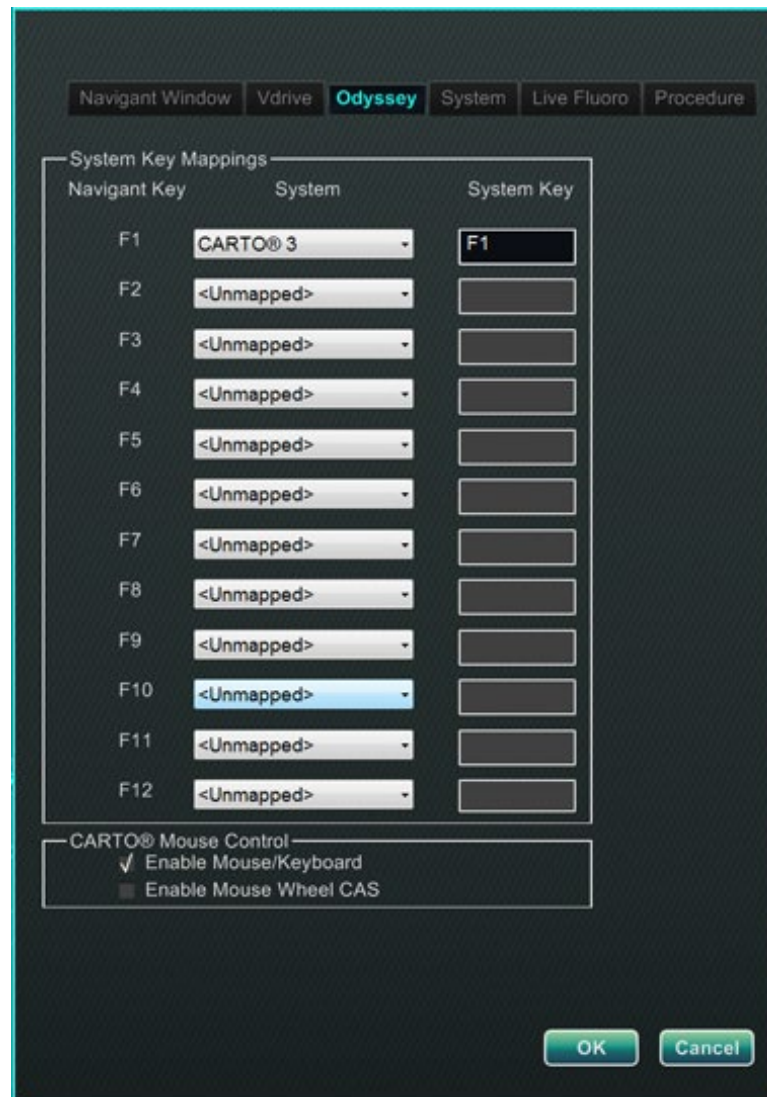 Navigant Window Vdrive Odyssey System Live Fluoro Procedure
System Key Mappings
Navigant Key System System Key
F1 CARTO® 3 F1
F2 <Unmapped>
F3 <Unmapped>
F4 <Unmapped>
F5 <Unmapped>
F6 <Unmapped>
F7 <Unmapped>
F8 <Unmapped>
F9 <Unmapped>
F10 <Unmapped>
F11 <Unmapped>
F12 <Unmapped>
CARTO® Mouse Control
Enable Mouse/Keyboard
Enable Mouse Wheel CAS
OK Cancel